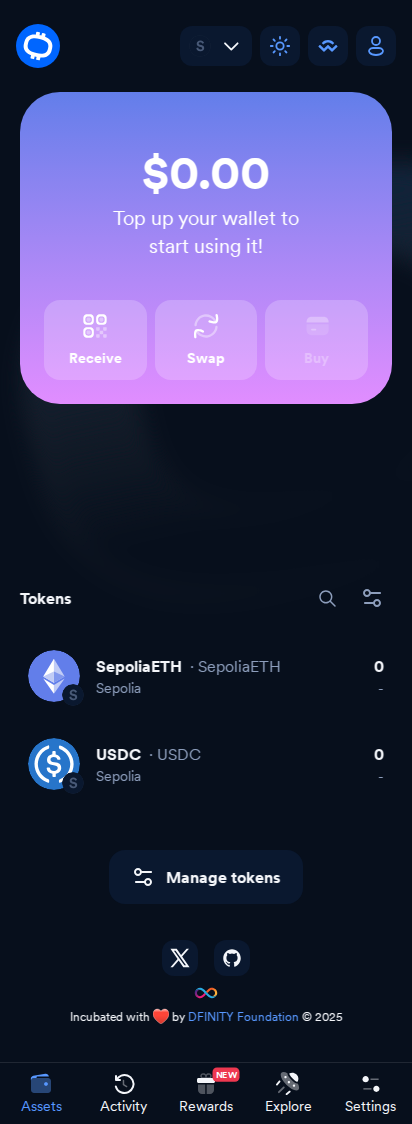 S
$0.00
Top up your wallet to
start using it!
Receive
Swap
Buy
Tokens
SepoliaETH · SepoliaETH
0
S
Sepolia
-
USDC · USDC
0
S
Sepolia
-
Manage tokens
Incubated with ❤️ by DFINITY Foundation © 2025
NEW
Assets
Activity
Rewards
Explore
Settings